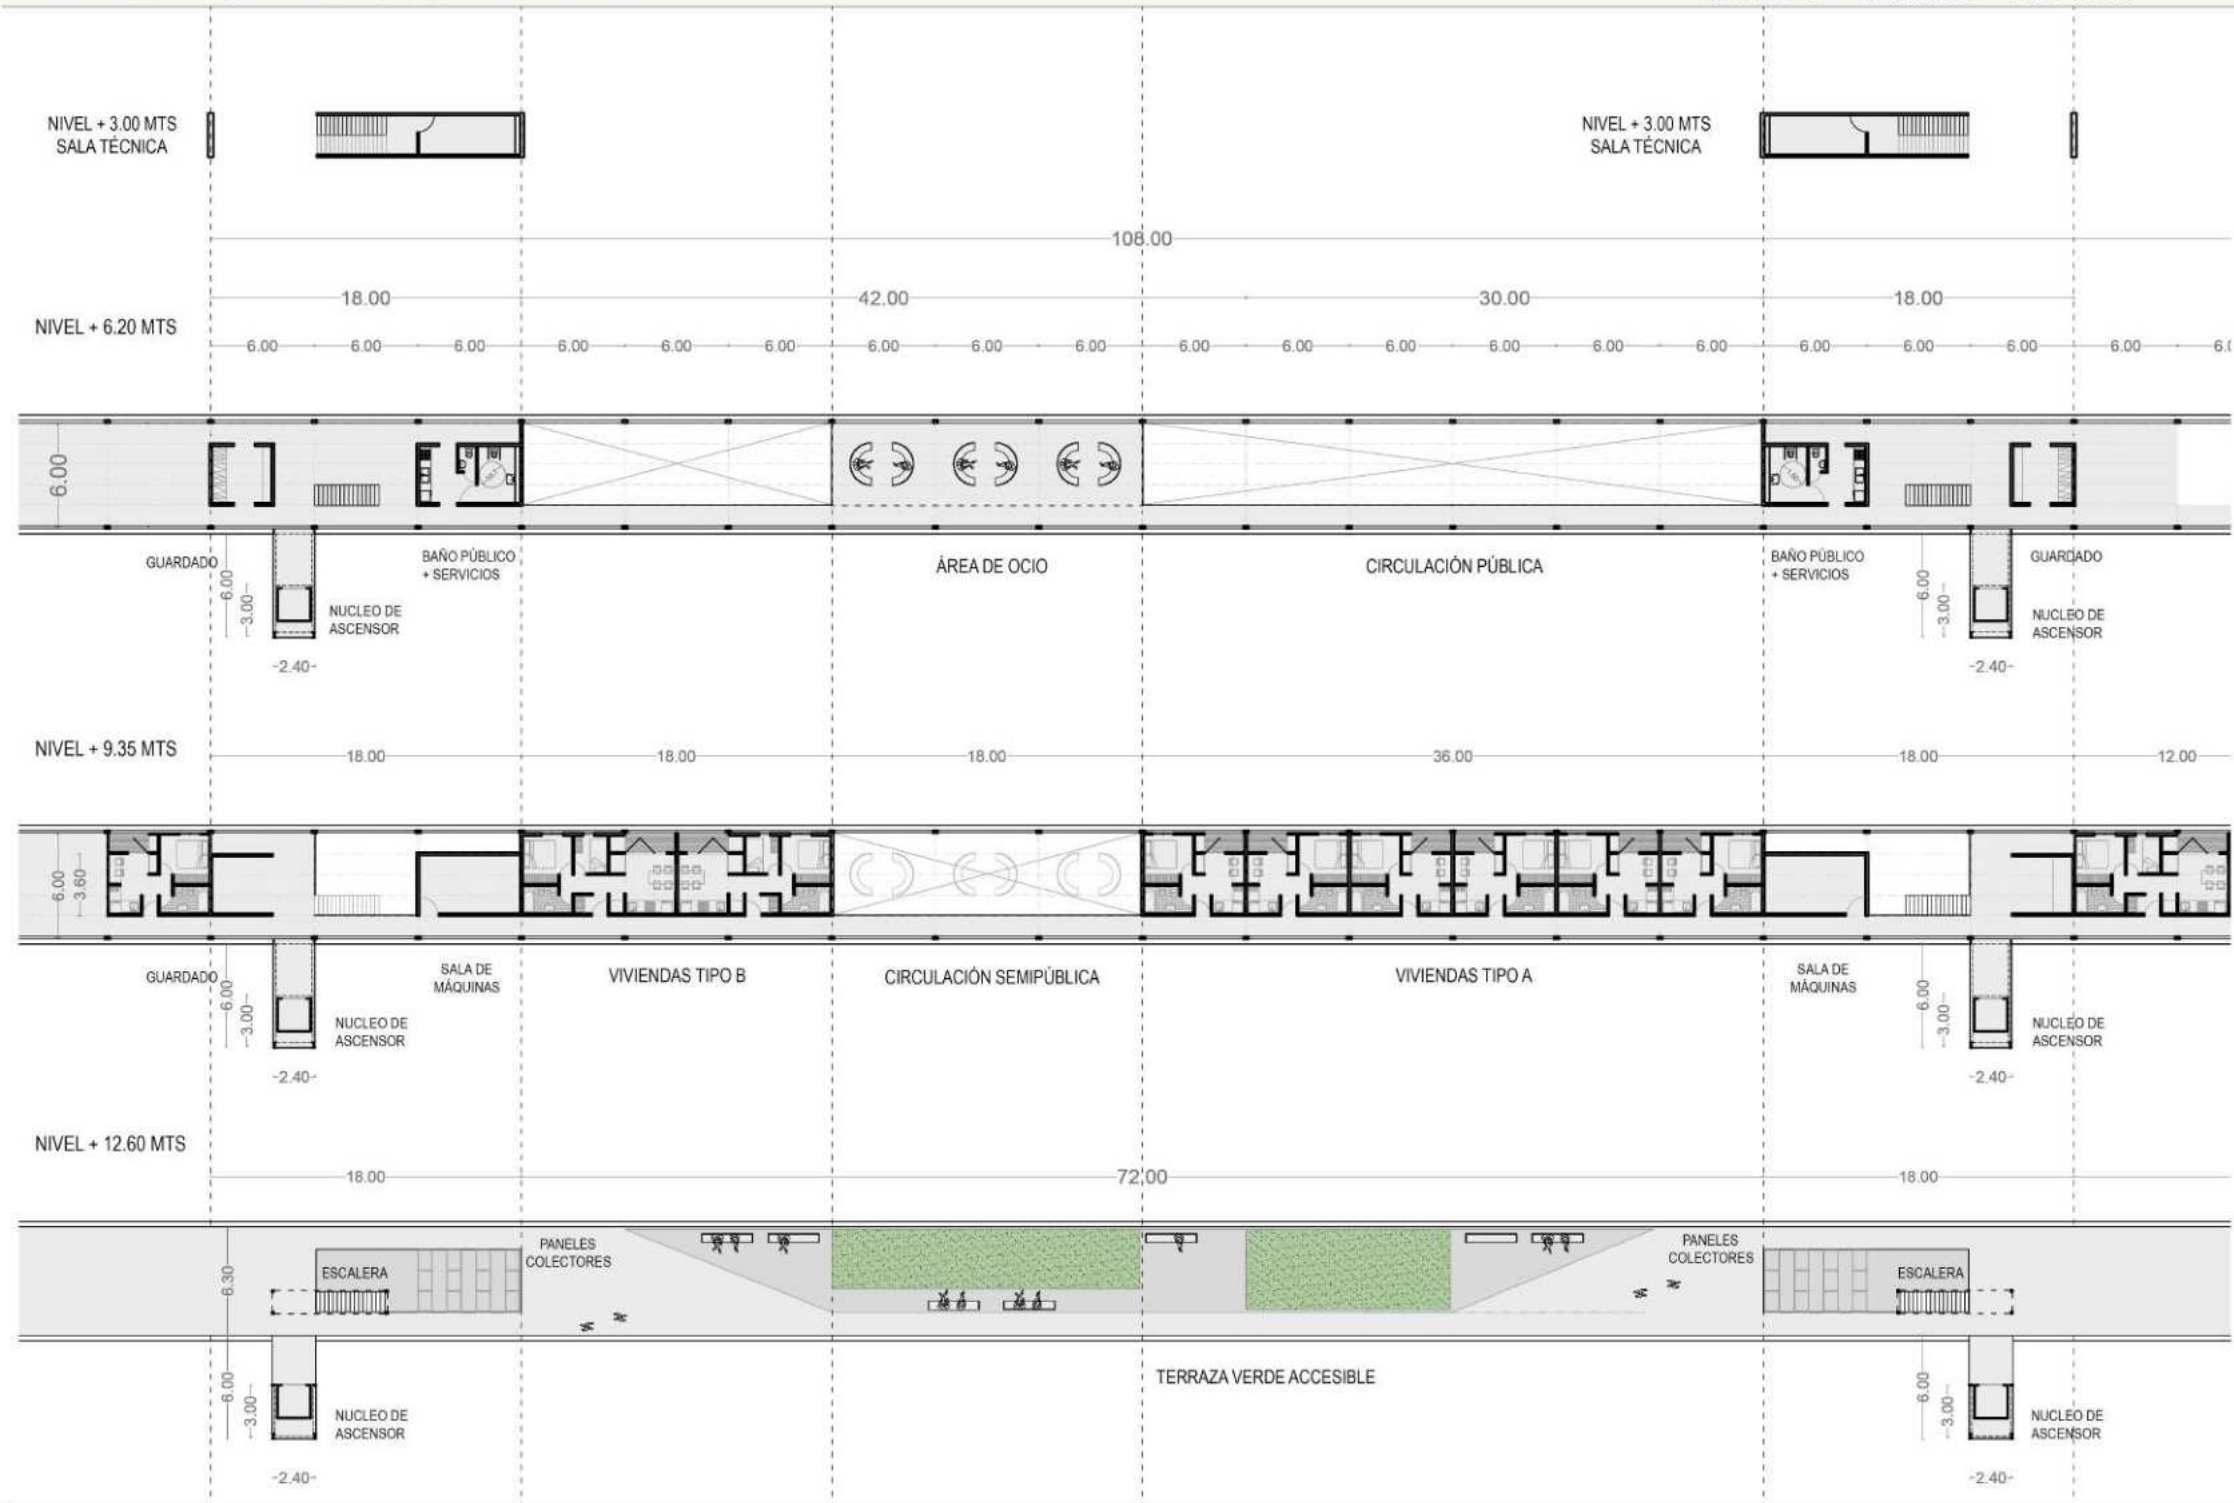 NIVEL + 3.00 MTS
SALA TÉCNICA
NIVEL + 3.00 MTS
SALA TÉCNICA
108.00
18.00 42.00 30.00 18.00
NIVEL + 6.20 MTS
6.00 6.00 6.00 6.00 6.00 6.00 6.00 6.00 6.00 6.00 6.00 6.00 6.00 6.00 6.00 6.00 6.00 6.00 6.00
6.00
GUARDADO
BAÑO PÚBLICO
+ SERVICIOS
ÁREA DE OCIO
CIRCULACIÓN PÚBLICA
BAÑO PÚBLICO
+ SERVICIOS
GUARDADO
6.00
3.00
NUCLEO DE
ASCENSOR
2.40
6.00
3.00
NUCLEO DE
ASCENSOR
2.40
NIVEL + 9.35 MTS
18.00 18.00 18.00 36.00 18.00 12.00
6.00
3.60
GUARDADO
SALA DE
MÁQUINAS
VIVIENDAS TIPO B
CIRCULACIÓN SEMIPÚBLICA
VIVIENDAS TIPO A
SALA DE
MÁQUINAS
6.00
3.00
NUCLEO DE
ASCENSOR
2.40
6.00
3.00
NUCLEO DE
ASCENSOR
2.40
NIVEL + 12.60 MTS
18.00 72.00 18.00
6.30
ESCALERA
PANELES
COLECTORES
PANELES
COLECTORES
ESCALERA
TERRAZA VERDE ACCESIBLE
6.00
3.00
NUCLEO DE
ASCENSOR
2.40
6.00
3.00
NUCLEO DE
ASCENSOR
2.40